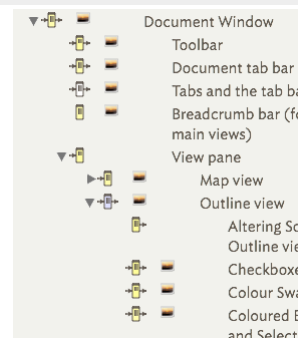 Document Window
Toolbar
Document tab bar
Tabs and the tab ba
Breadcrumb bar (fo
main views)
View pane
Map view
Outline view
Altering Sc
Outline vie
Checkboxe
Colour Swa
Coloured B
and Select